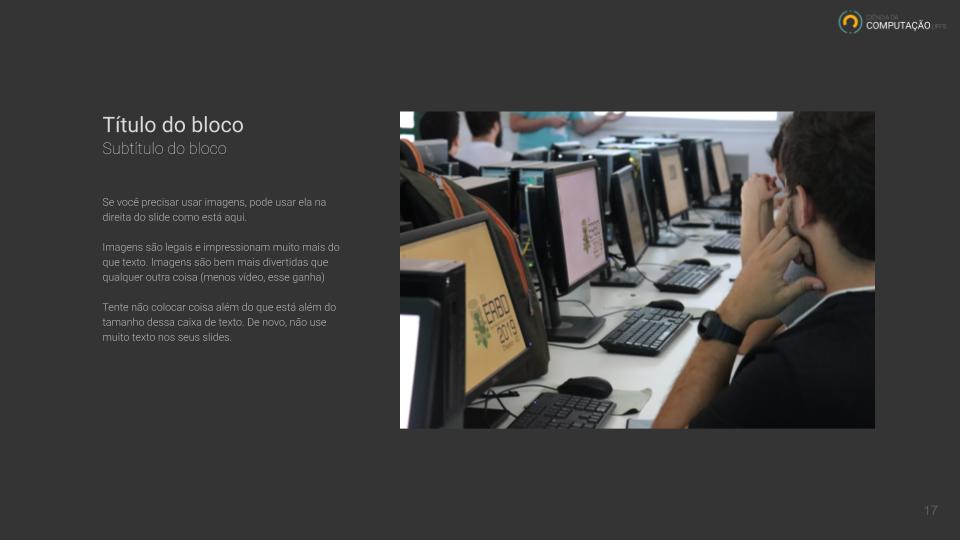 CIÊNCIA DA
COMPUTAÇÃO UFFS
Título do bloco
Subtítulo do bloco
Se você precisar usar imagens, pode usar ela na
direita do slide como está aqui.
Imagens são legais e impressionam muito mais do
que texto. Imagens são bem mais divertidas que
qualquer outra coisa (menos vídeo, esse ganha)
Tente não colocar coisa além do que está além do
tamanho dessa caixa de texto. De novo, não use
muito texto nos seus slides.
ERBD
2019
17